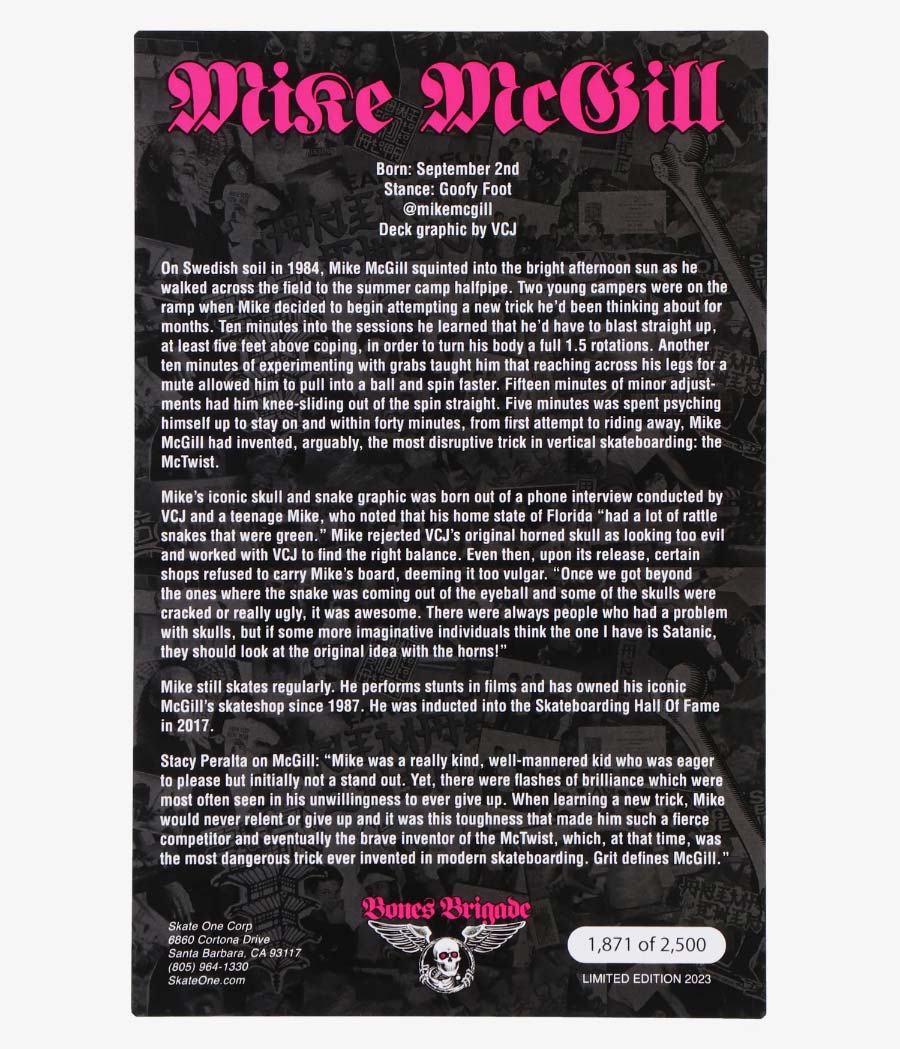 Mike McGill
Born: September 2nd
Stance: Goofy Foot
@mikemcgill
Deck graphic by VCJ
On Swedish soil in 1984, Mike McGill squinted into the bright afternoon sun as he
walked across the field to the summer camp halfpipe. Two young campers were on the
ramp when Mike decided to begin attempting a new trick he'd been thinking about for
months. Ten minutes into the sessions he learned that he'd have to blast straight up,
at least five feet above coping, in order to turn his body a full 1.5 rotations. Another
ten minutes of experimenting with grabs taught him that reaching across his legs for a
mute allowed him to pull into a ball and spin faster. Fifteen minutes of minor adjust-
ments had him knee-sliding out of the spin straight. Five minutes was spent psyching
himself up to stay on and within forty minutes, from first attempt to riding away, Mike
McGill had invented, arguably, the most disruptive trick in vertical skateboarding: the
McTwist.
Mike's iconic skull and snake graphic was born out of a phone interview conducted by
VCJ and a teenage Mike, who noted that his home state of Florida “had a lot of rattle
snakes that were green.” Mike rejected VCJ's original horned skull as looking too evil
and worked with VCJ to find the right balance. Even then, upon its release, certain
shops refused to carry Mike's board, deeming it too vulgar. “Once we got beyond
the ones where the snake was coming out of the eyeball and some of the skulls were
cracked or really ugly, it was awesome. There were always people who had a problem
with skulls, but if some more imaginative individuals think the one I have is Satanic,
they should look at the original idea with the horns!”
Mike still skates regularly. He performs stunts in films and has owned his iconic
McGill's skateshop since 1987. He was inducted into the Skateboarding Hall Of Fame
in 2017.
Stacy Peralta on McGill: “Mike was a really kind, well-mannered kid who was eager
to please but initially not a stand out. Yet, there were flashes of brilliance which were
most often seen in his unwillingness to ever give up. When learning a new trick, Mike
would never relent or give up and it was this toughness that made him such a fierce
competitor and eventually the brave inventor of the McTwist, which, at that time, was
the most dangerous trick ever invented in modern skateboarding. Grit defines McGill.”
Bones Brigade
Skate One Corp
6860 Cortona Drive
Santa Barbara, CA 93117
(805) 964-1330
SkateOne.com
1,871 of 2,500
LIMITED EDITION 2023